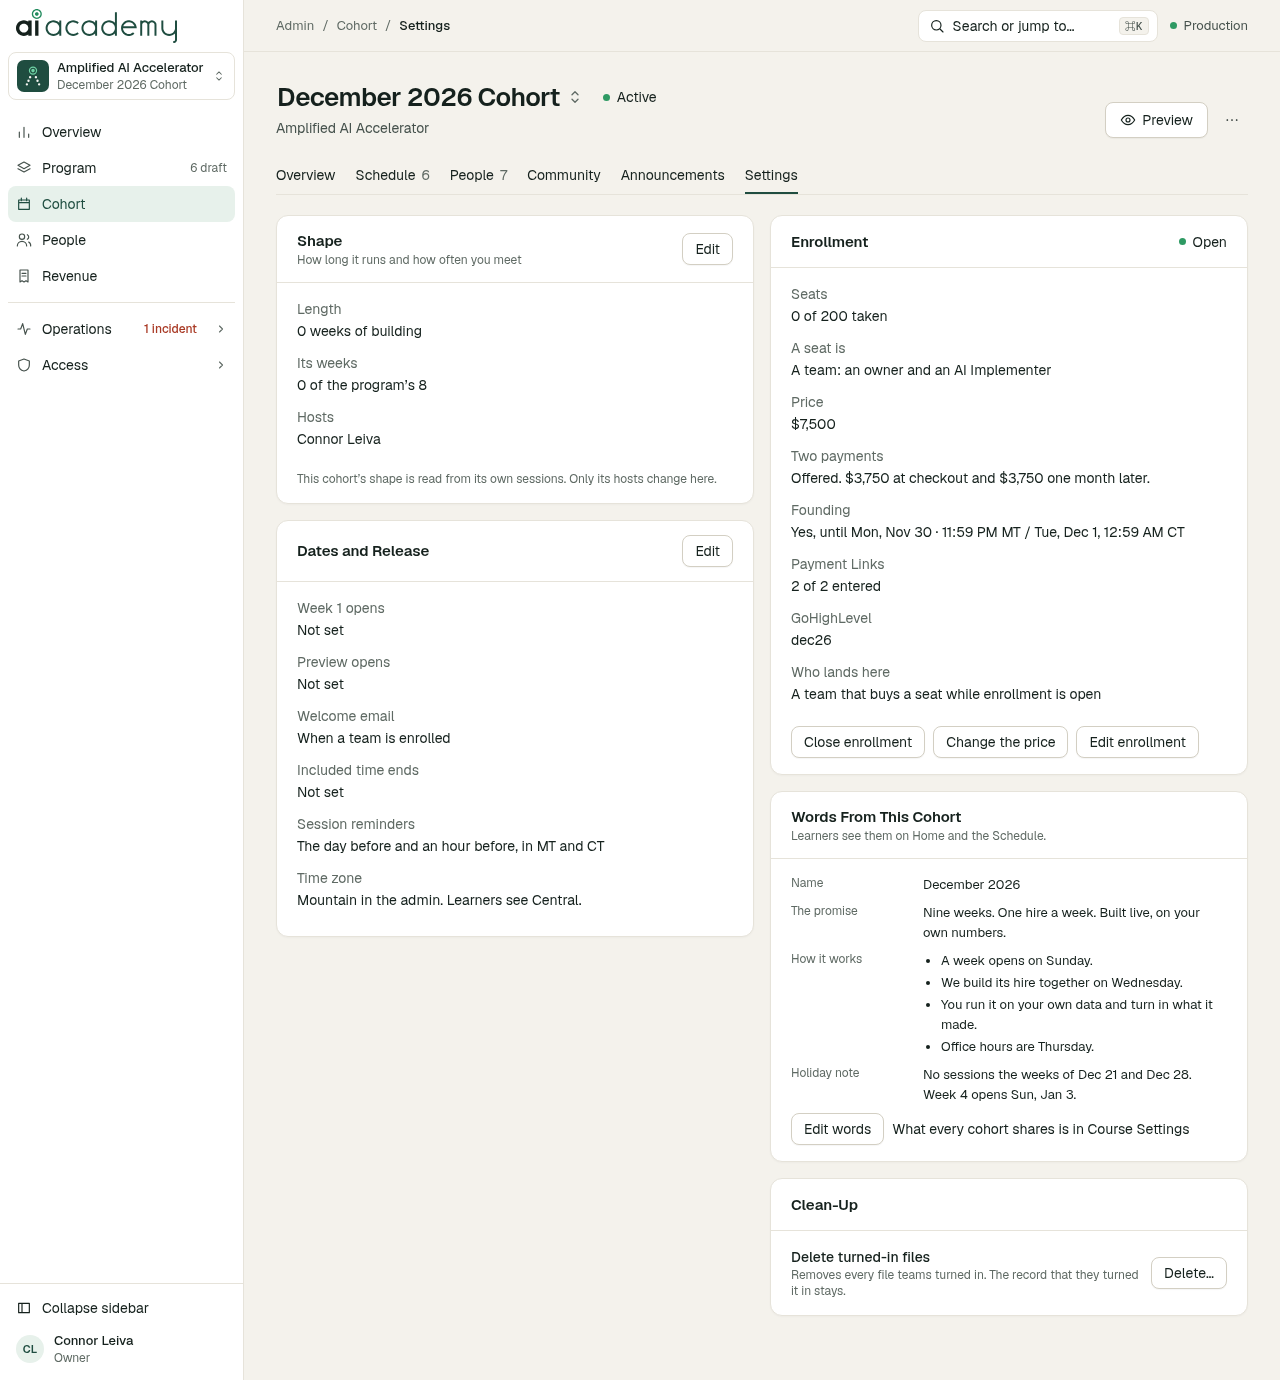 ai academy
Amplified AI Accelerator
December 2026 Cohort
Overview
Program 6 draft
Cohort
People
Revenue
Operations 1 incident
Access
Collapse sidebar
CL
Connor Leiva
Owner
Admin / Cohort / Settings
Search or jump to... ⌘K
Production
December 2026 Cohort
Active
Amplified AI Accelerator
Preview
...
Overview Schedule 6 People 7 Community Announcements Settings
Shape
How long it runs and how often you meet
Edit
Length
0 weeks of building
Its weeks
0 of the program's 8
Hosts
Connor Leiva
This cohort's shape is read from its own sessions. Only its hosts change here.
Dates and Release
Edit
Week 1 opens
Not set
Preview opens
Not set
Welcome email
When a team is enrolled
Included time ends
Not set
Session reminders
The day before and an hour before, in MT and CT
Time zone
Mountain in the admin. Learners see Central.
Enrollment
Open
Seats
0 of 200 taken
A seat is
A team: an owner and an AI Implementer
Price
$7,500
Two payments
Offered. $3,750 at checkout and $3,750 one month later.
Founding
Yes, until Mon, Nov 30 · 11:59 PM MT / Tue, Dec 1, 12:59 AM CT
Payment Links
2 of 2 entered
GoHighLevel
dec26
Who lands here
A team that buys a seat while enrollment is open
Close enrollment Change the price Edit enrollment
Words From This Cohort
Learners see them on Home and the Schedule.
Name December 2026
The promise Nine weeks. One hire a week. Built live, on your
own numbers.
How it works • A week opens on Sunday.
• We build its hire together on Wednesday.
• You run it on your own data and turn in what it
made.
• Office hours are Thursday.
Holiday note No sessions the weeks of Dec 21 and Dec 28.
Week 4 opens Sun, Jan 3.
Edit words What every cohort shares is in Course Settings
Clean-Up
Delete turned-in files
Removes every file teams turned in. The record that they turned
it in stays.
Delete...